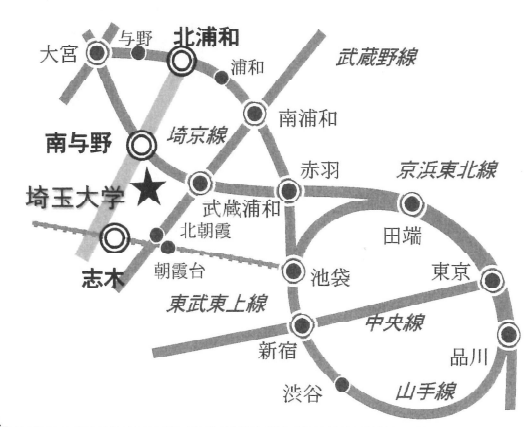 与野
北浦和
大宮
浦和
武蔵野線
南浦和
埼京線
南与野
赤羽
京浜東北線
埼玉大学
武蔵浦和
北朝霞
田端
志木
朝霞台
池袋
東京
東武東上線
中央線
新宿
品川
渋谷
山手線